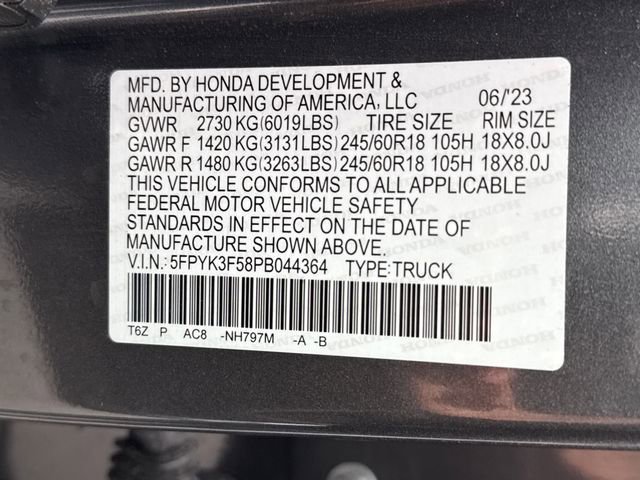 MFD. BY HONDA DEVELOPMENT &
MANUFACTURING OF AMERICA, LLC 06/'23
GVWR 2730 KG(6019LBS) TIRE SIZE RIM SIZE
GAWR F 1420 KG(3131LBS) 245/60R18 105H 18X8.0J
GAWR R 1480 KG(3263LBS) 245/60R18 105H 18X8.0J
THIS VEHICLE CONFORMS TO ALL APPLICABLE
FEDERAL MOTOR VEHICLE SAFETY
STANDARDS IN EFFECT ON THE DATE OF
MANUFACTURE SHOWN ABOVE.
V.I.N.: 5FPYK3F58PB044364 TYPE:TRUCK
T6Z P AC8 -NH797M -A -B